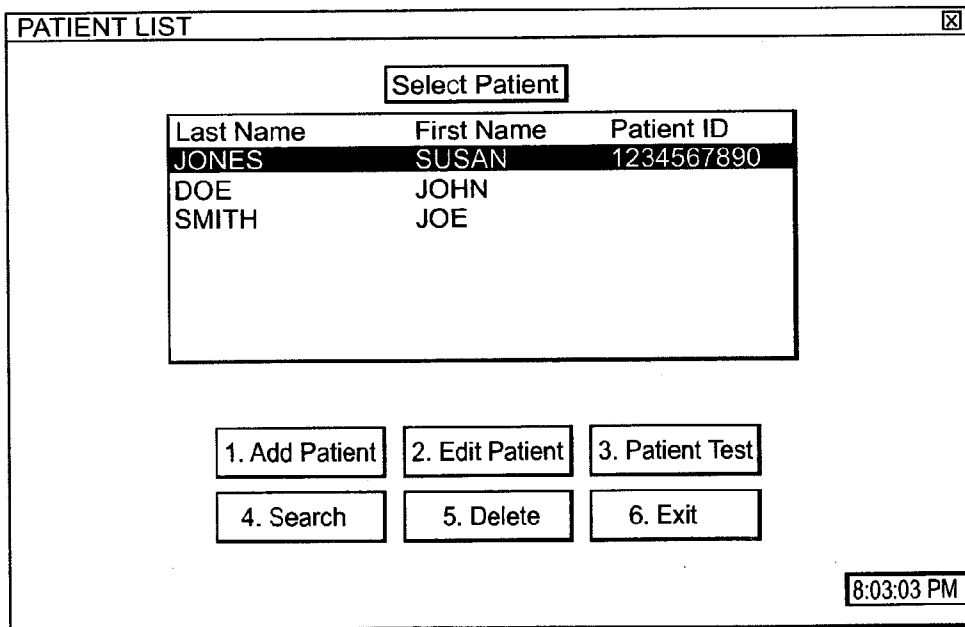 PATIENT LIST
Select Patient
Last Name First Name Patient ID
JONES SUSAN 1234567890
DOE JOHN
SMITH JOE
1. Add Patient 2. Edit Patient 3. Patient Test
4. Search 5. Delete 6. Exit
8:03:03 PM